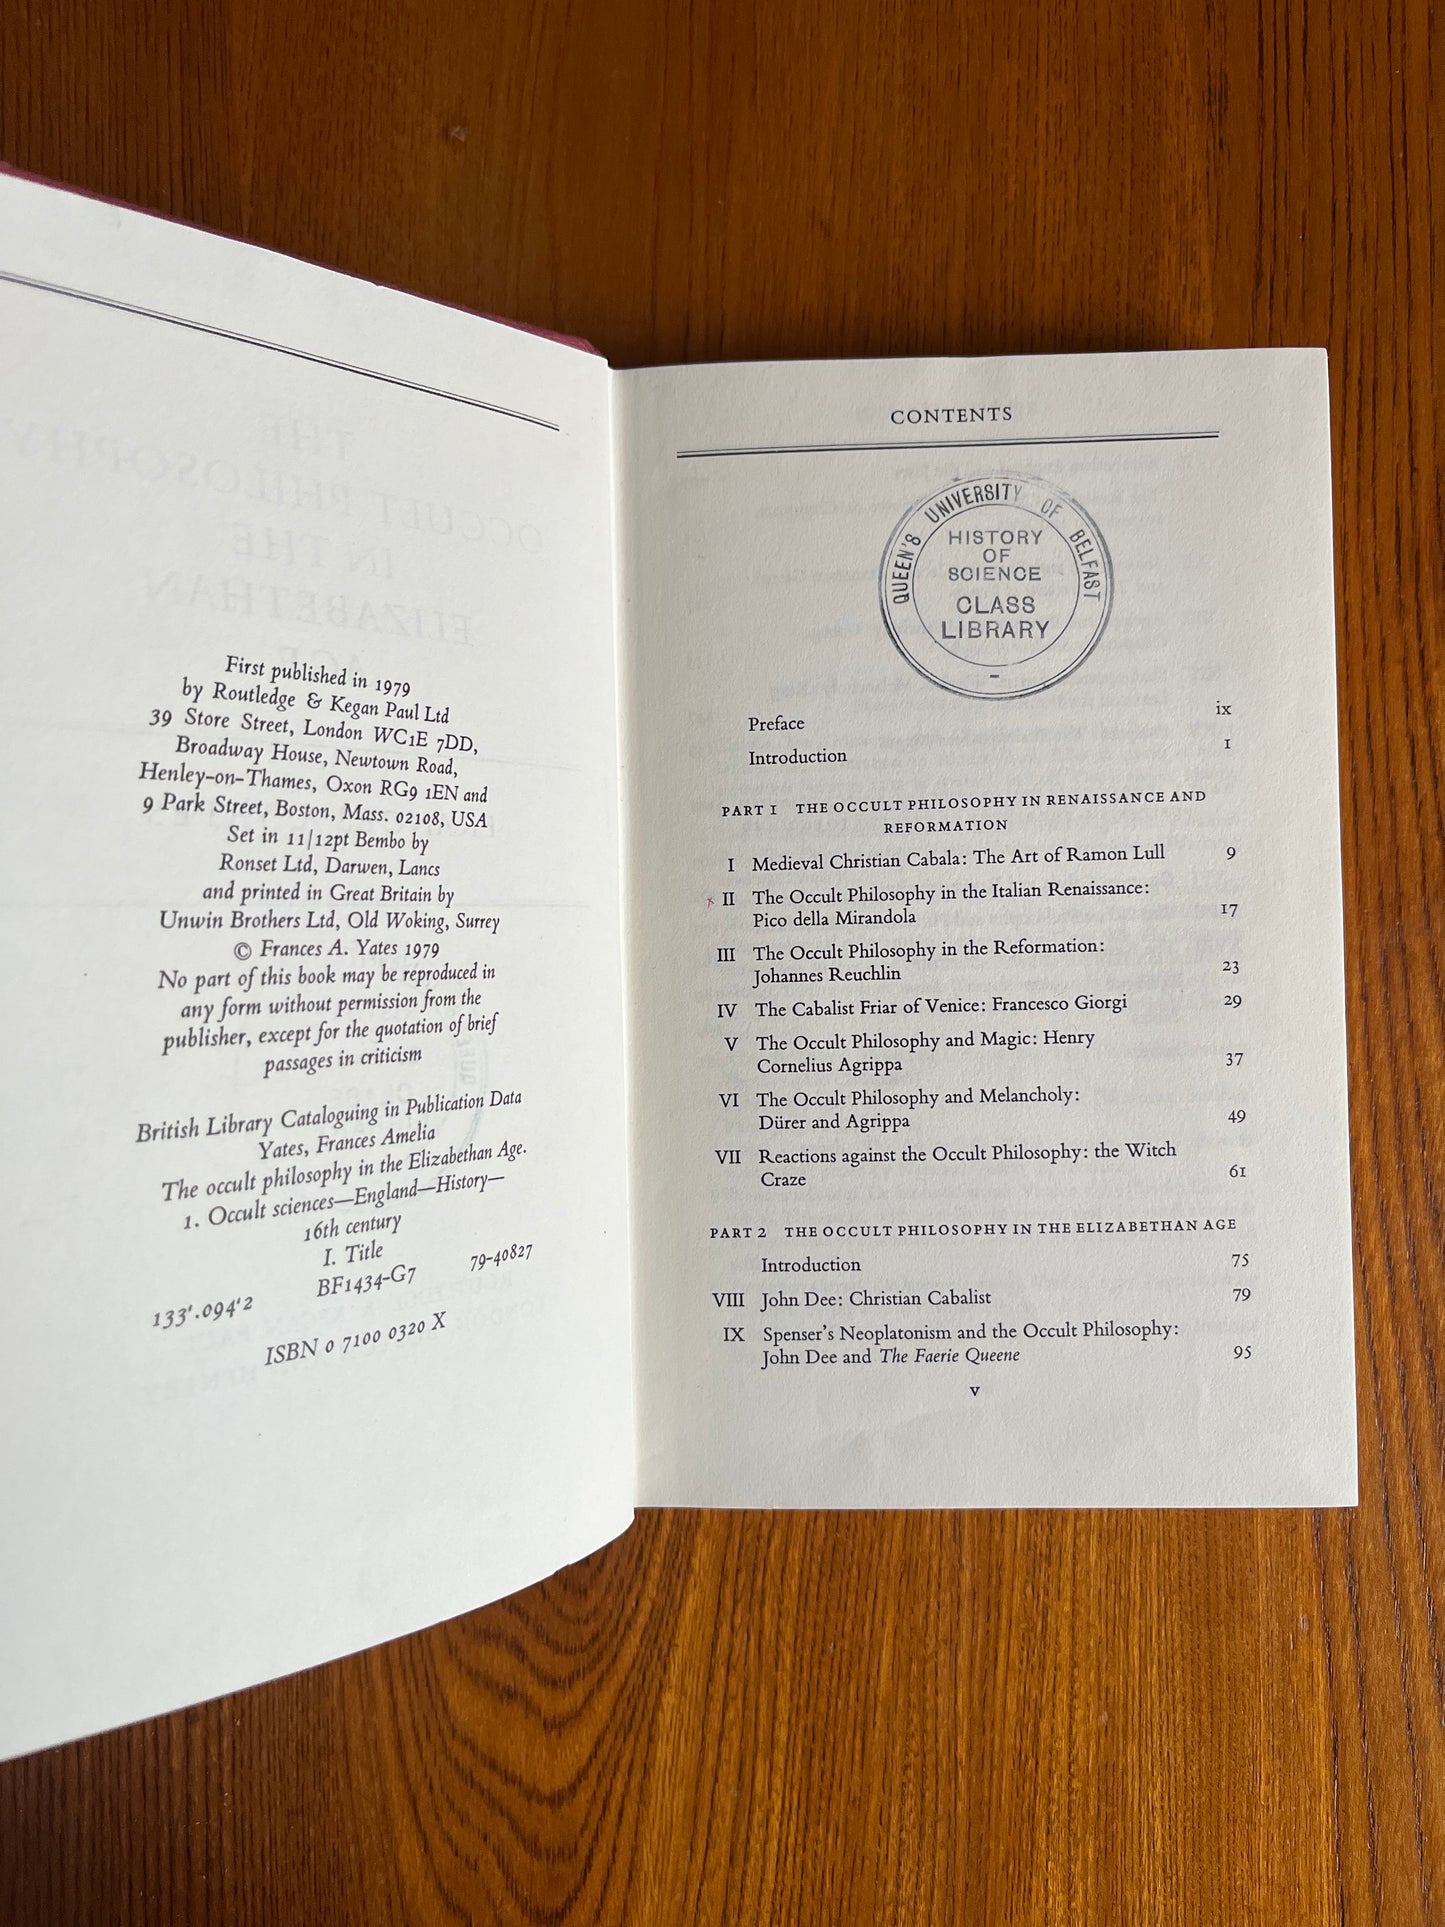 First published in 1979
by Routledge & Kegan Paul Ltd
39 Store Street, London WC1E 7DD,
Broadway House, Newtown Road,
Henley-on-Thames, Oxon RG9 1EN and
9 Park Street, Boston, Mass. 02108, USA
Set in 11/12pt Bembo by
Ronset Ltd, Darwen, Lancs
and printed in Great Britain by
Unwin Brothers Ltd, Old Woking, Surrey
© Frances A. Yates 1979
No part of this book may be reproduced in
any form without permission from the
publisher, except for the quotation of brief
passages in criticism
British Library Cataloguing in Publication Data
Yates, Frances Amelia
The occult philosophy in the Elizabethan Age.
1. Occult sciences—England—History—
16th century
I. Title
133'.094'2 BF1434-G7 79-40827
ISBN 0 7100 0320 X
CONTENTS
QUEEN'S UNIVERSITY OF BELFAST
HISTORY
OF
SCIENCE
CLASS
LIBRARY
Preface ix
Introduction 1
PART 1 THE OCCULT PHILOSOPHY IN RENAISSANCE AND
REFORMATION
I Medieval Christian Cabala: The Art of Ramon Lull 9
x II The Occult Philosophy in the Italian Renaissance:
Pico della Mirandola 17
III The Occult Philosophy in the Reformation:
Johannes Reuchlin 23
IV The Cabalist Friar of Venice: Francesco Giorgi 29
V The Occult Philosophy and Magic: Henry
Cornelius Agrippa 37
VI The Occult Philosophy and Melancholy:
Dürer and Agrippa 49
VII Reactions against the Occult Philosophy: the Witch
Craze 61
PART 2 THE OCCULT PHILOSOPHY IN THE ELIZABETHAN AGE
Introduction 75
VIII John Dee: Christian Cabalist 79
IX Spenser's Neoplatonism and the Occult Philosophy:
John Dee and The Faerie Queene 95
v